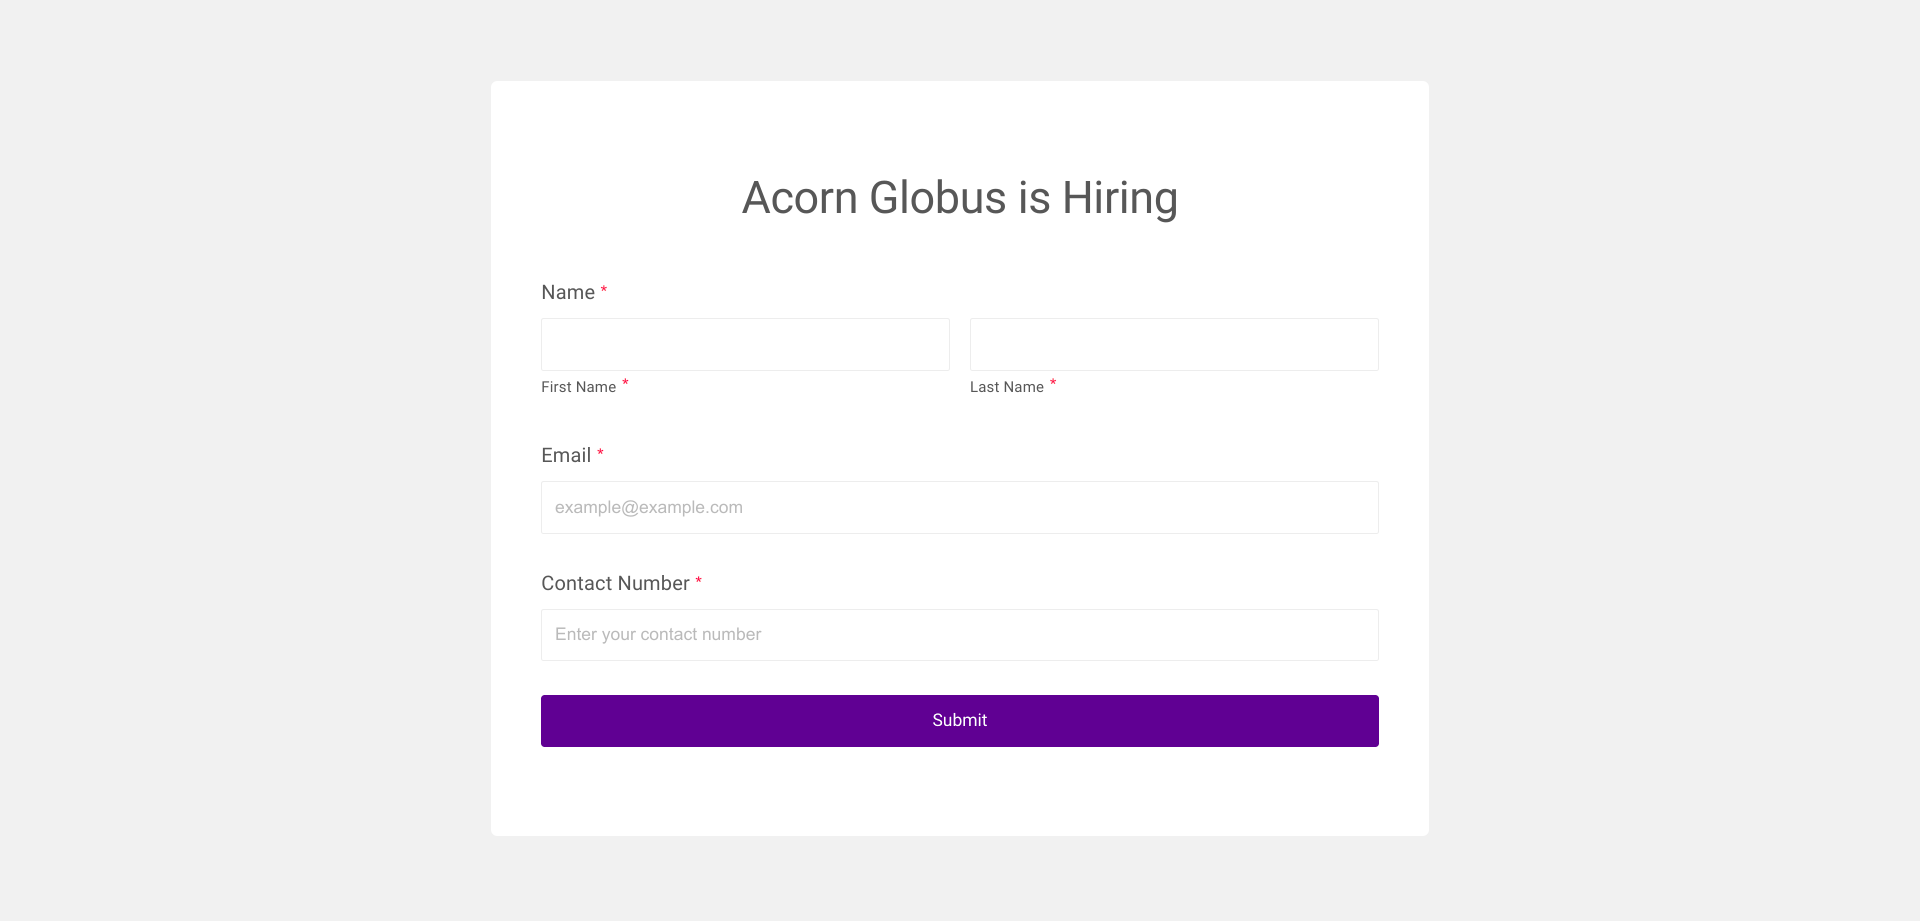 Acorn Globus is Hiring
Name *
First Name *
Last Name *
Email *
example@example.com
Contact Number *
Enter your contact number
Submit